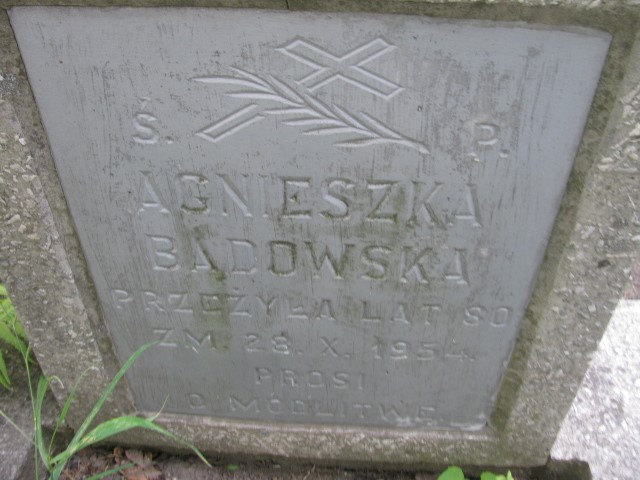 Ś. P.
AGNIESZKA
BADOWSKA
PRZEŻYŁA LAT 80
ZM. 28. X. 1954.
PROSI
O MODLITWĘ